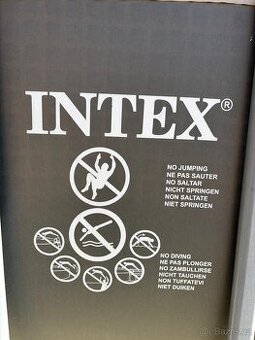 INTEX®
NO JUMPING
NE PAS SAUTER
NO SALTAR
NICHT SPRINGEN
NON SALTATE
NIET SPRINGEN
NO DIVING
NE PAS PLONGER
NO ZAMBULLIRSE
NICHT TAUCHEN
NON TUFFATEVI
NIET DUIKEN